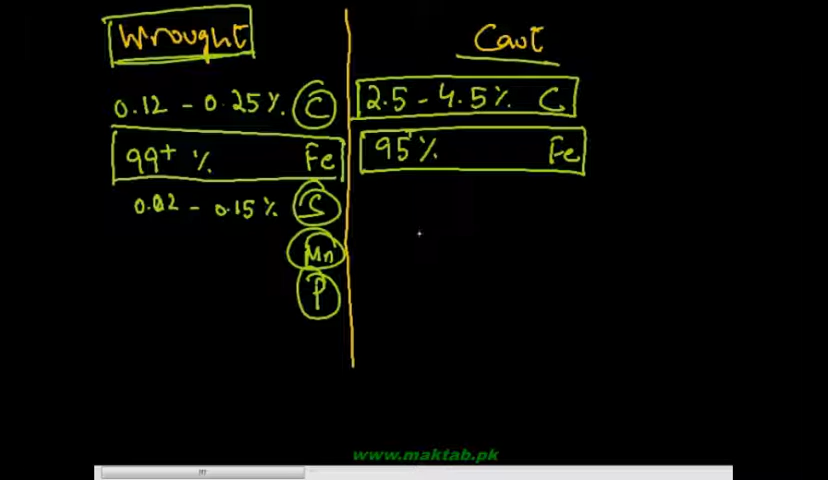 Wrought
0.12 - 0.25 %. C
99+ % Fe
0.02 - 0.15 % S
Mn
P
Cast
2.5 - 4.5 % C
95 % Fe
www.maktab.pk